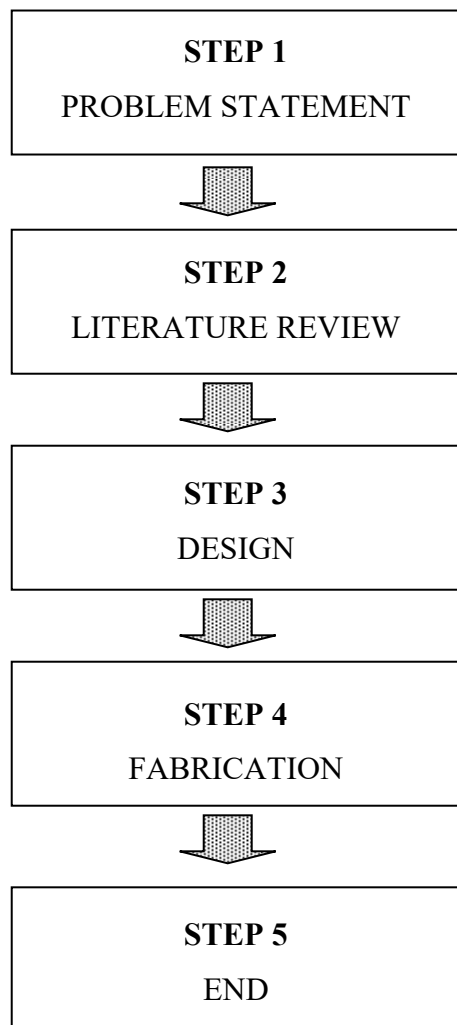 STEP 1
PROBLEM STATEMENT
STEP 2
LITERATURE REVIEW
STEP 3
DESIGN
STEP 4
FABRICATION
STEP 5
END